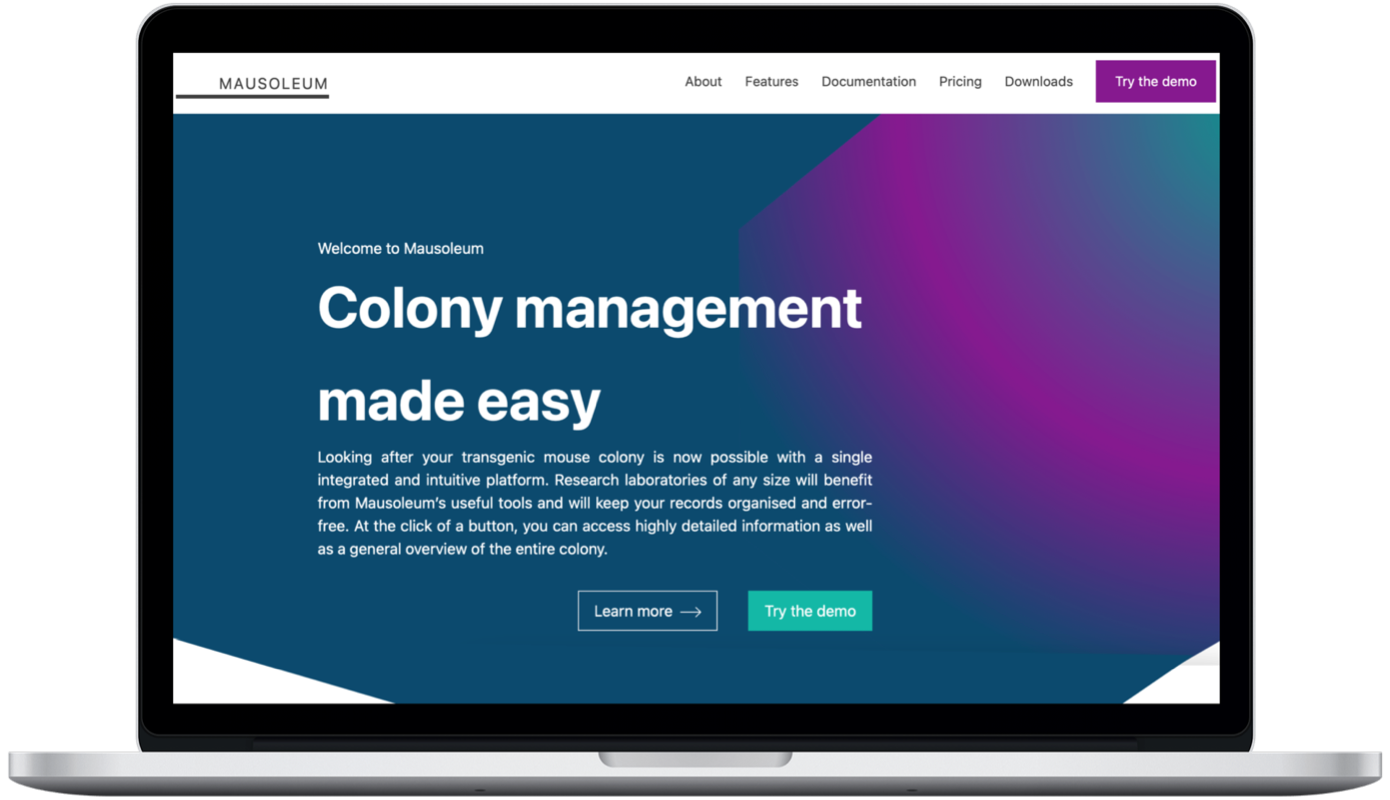 MAUSOLEUM
About Features Documentation Pricing Downloads Try the demo
Welcome to Mausoleum
Colony management
made easy
Looking after your transgenic mouse colony is now possible with a single
integrated and intuitive platform. Research laboratories of any size will benefit
from Mausoleum's useful tools and will keep your records organised and error-
free. At the click of a button, you can access highly detailed information as well
as a general overview of the entire colony.
Learn more → Try the demo